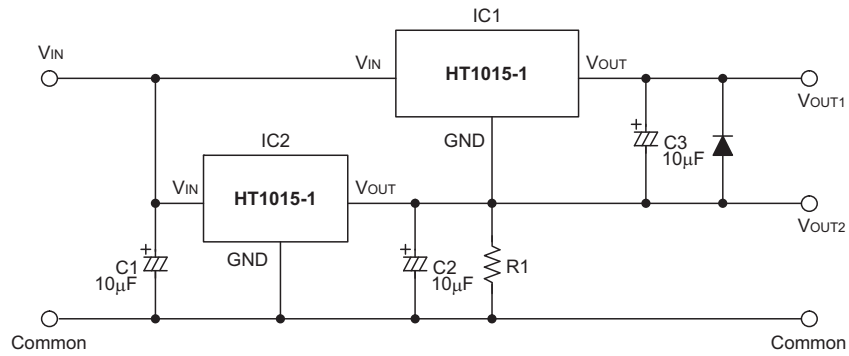 IC1
VIN
VIN
HT1015-1
VOUT
VOUT1
GND
C3
10μF
IC2
VIN
HT1015-1
VOUT
VOUT2
GND
C1
10μF
C2
10μF
R1
Common
Common